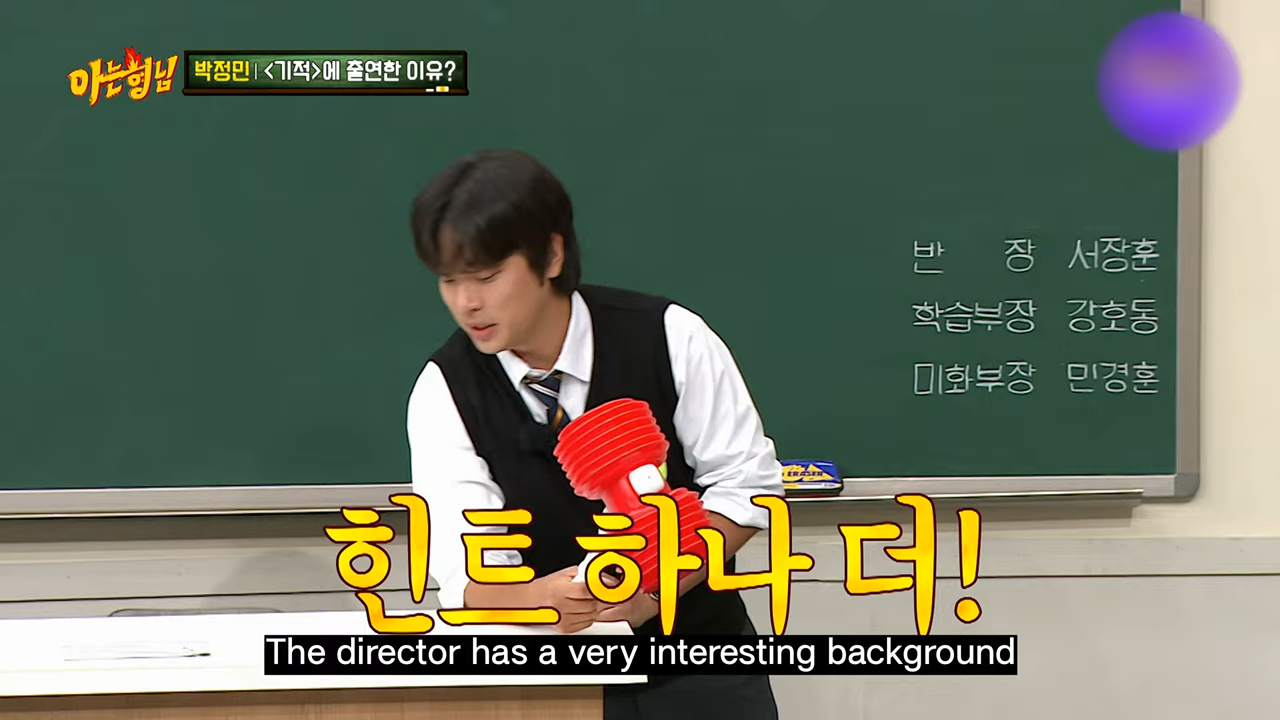 아는형님
박정민 | <기적>에 출연한 이유?
반 장 서장훈
학습부장 강호동
미화부장 민경훈
ERASER
힌트 하나 더!
The director has a very interesting background